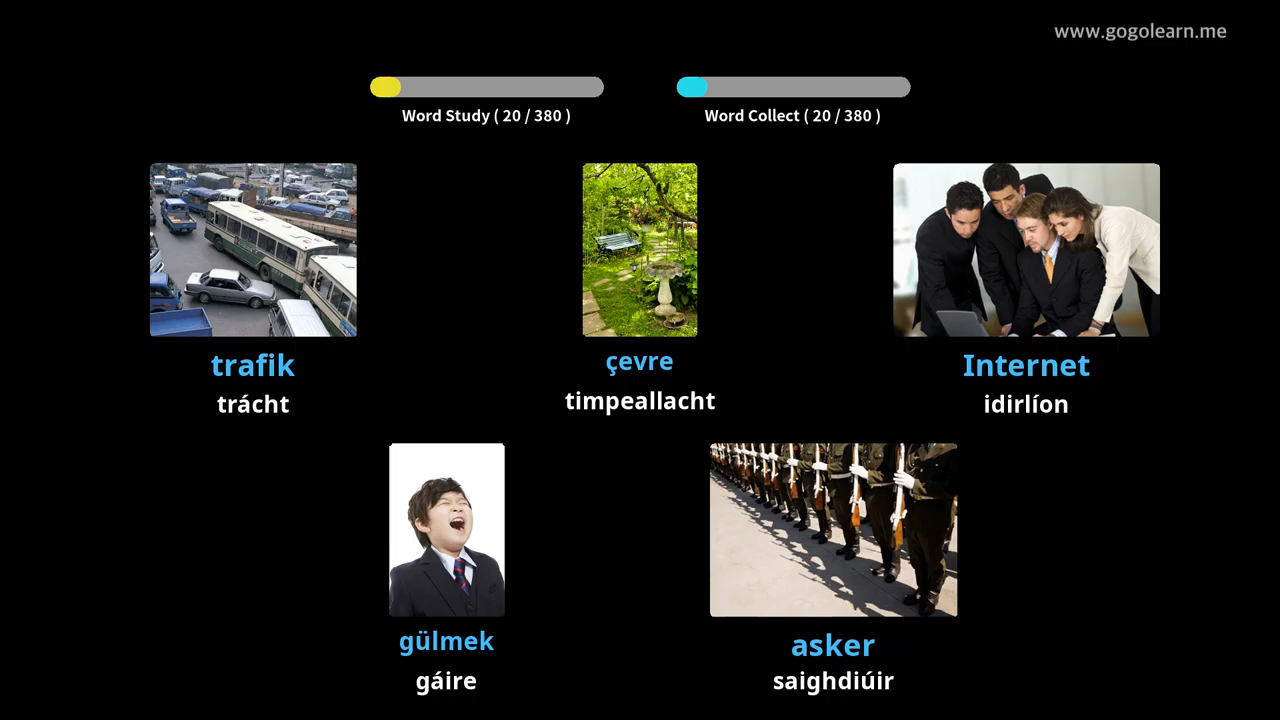 www.gogolearn.me
Word Study ( 20 / 380 )
Word Collect ( 20 / 380 )
trafik
trácht
çevre
timpeallacht
Internet
idirlíon
gülmek
gáire
asker
saighdiúir